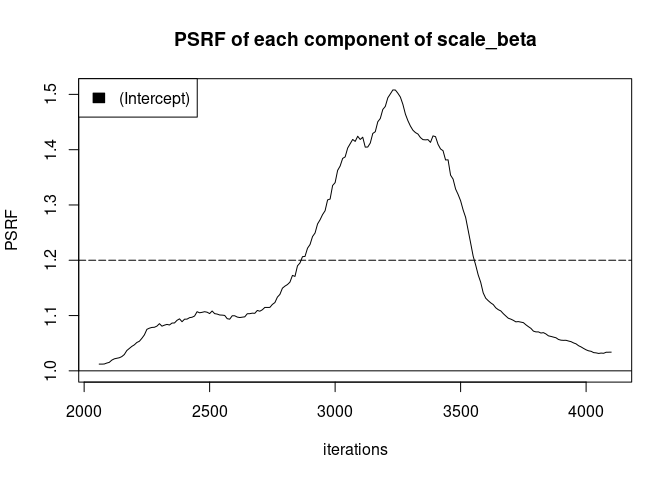 PSRF of each component of scale_beta
(Intercept)
PSRF
1.5
1.4
1.3
1.2
1.1
1.0
2000 2500 3000 3500 4000
iterations